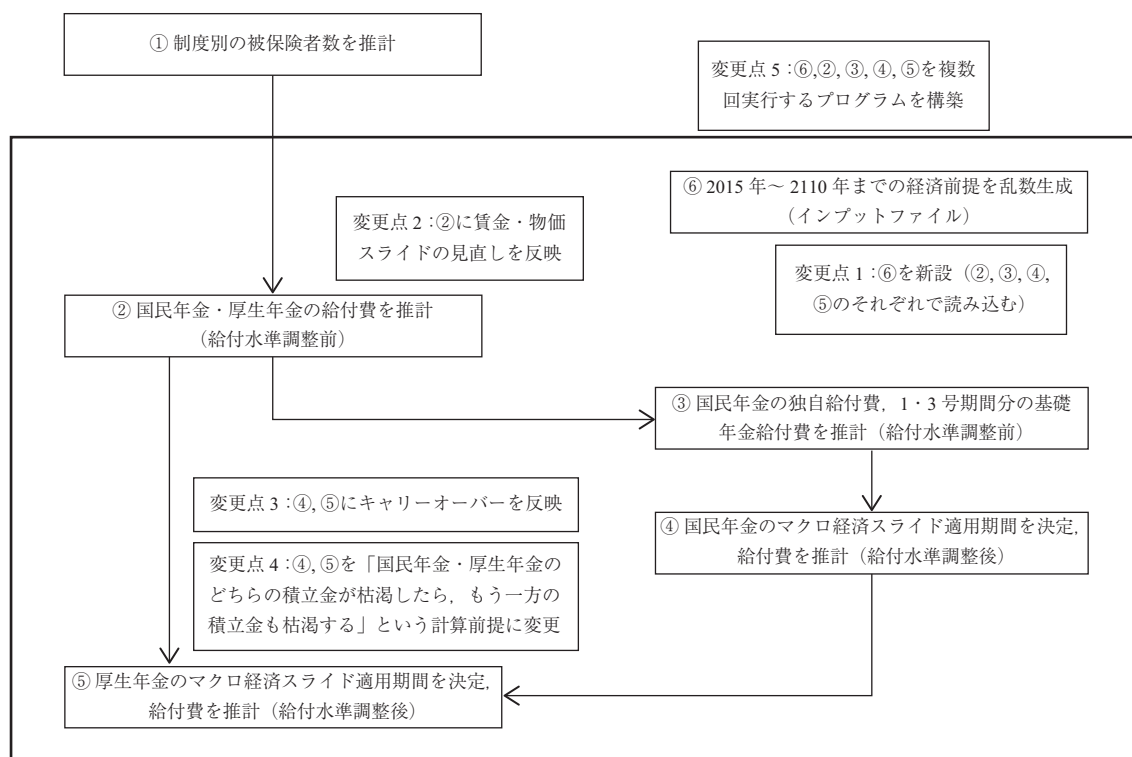 ① 制度別の被保険者数を推計
変更点 5：⑥,②, ③, ④, ⑤を複数
回実行するプログラムを構築
⑥ 2015 年～ 2110 年までの経済前提を乱数生成
（インプットファイル）
変更点 2：②に賃金・物価
スライドの見直しを反映
変更点 1：⑥を新設（②, ③, ④,
⑤のそれぞれで読み込む）
② 国民年金・厚生年金の給付費を推計
（給付水準調整前）
③ 国民年金の独自給付費，1・3 号期間分の基礎
年金給付費を推計（給付水準調整前）
変更点 3：④, ⑤にキャリーオーバーを反映
④ 国民年金のマクロ経済スライド適用期間を決定，
給付費を推計（給付水準調整後）
変更点 4：④, ⑤を「国民年金・厚生年金の
どちらの積立金が枯渇したら，もう一方の
積立金も枯渇する」という計算前提に変更
⑤ 厚生年金のマクロ経済スライド適用期間を決定，
給付費を推計（給付水準調整後）